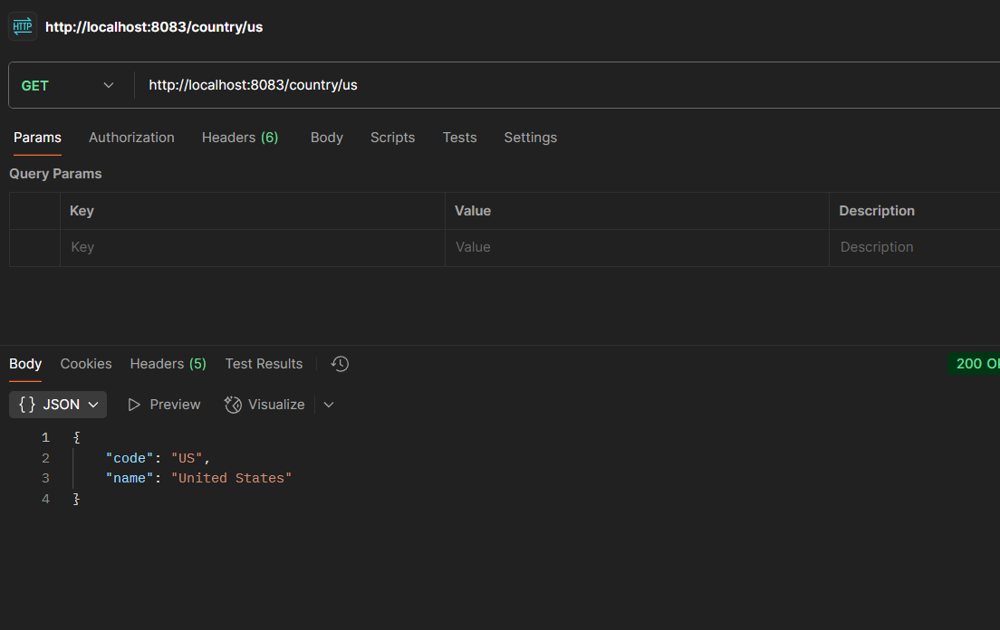 HTTP http://localhost:8083/country/us
GET http://localhost:8083/country/us
Params Authorization Headers (6) Body Scripts Tests Settings
Query Params
Key Value Description
Key Value Description
Body Cookies Headers (5) Test Results 200
{} JSON Preview Visualize
1 {
2 "code": "US",
3 "name": "United States"
4 }